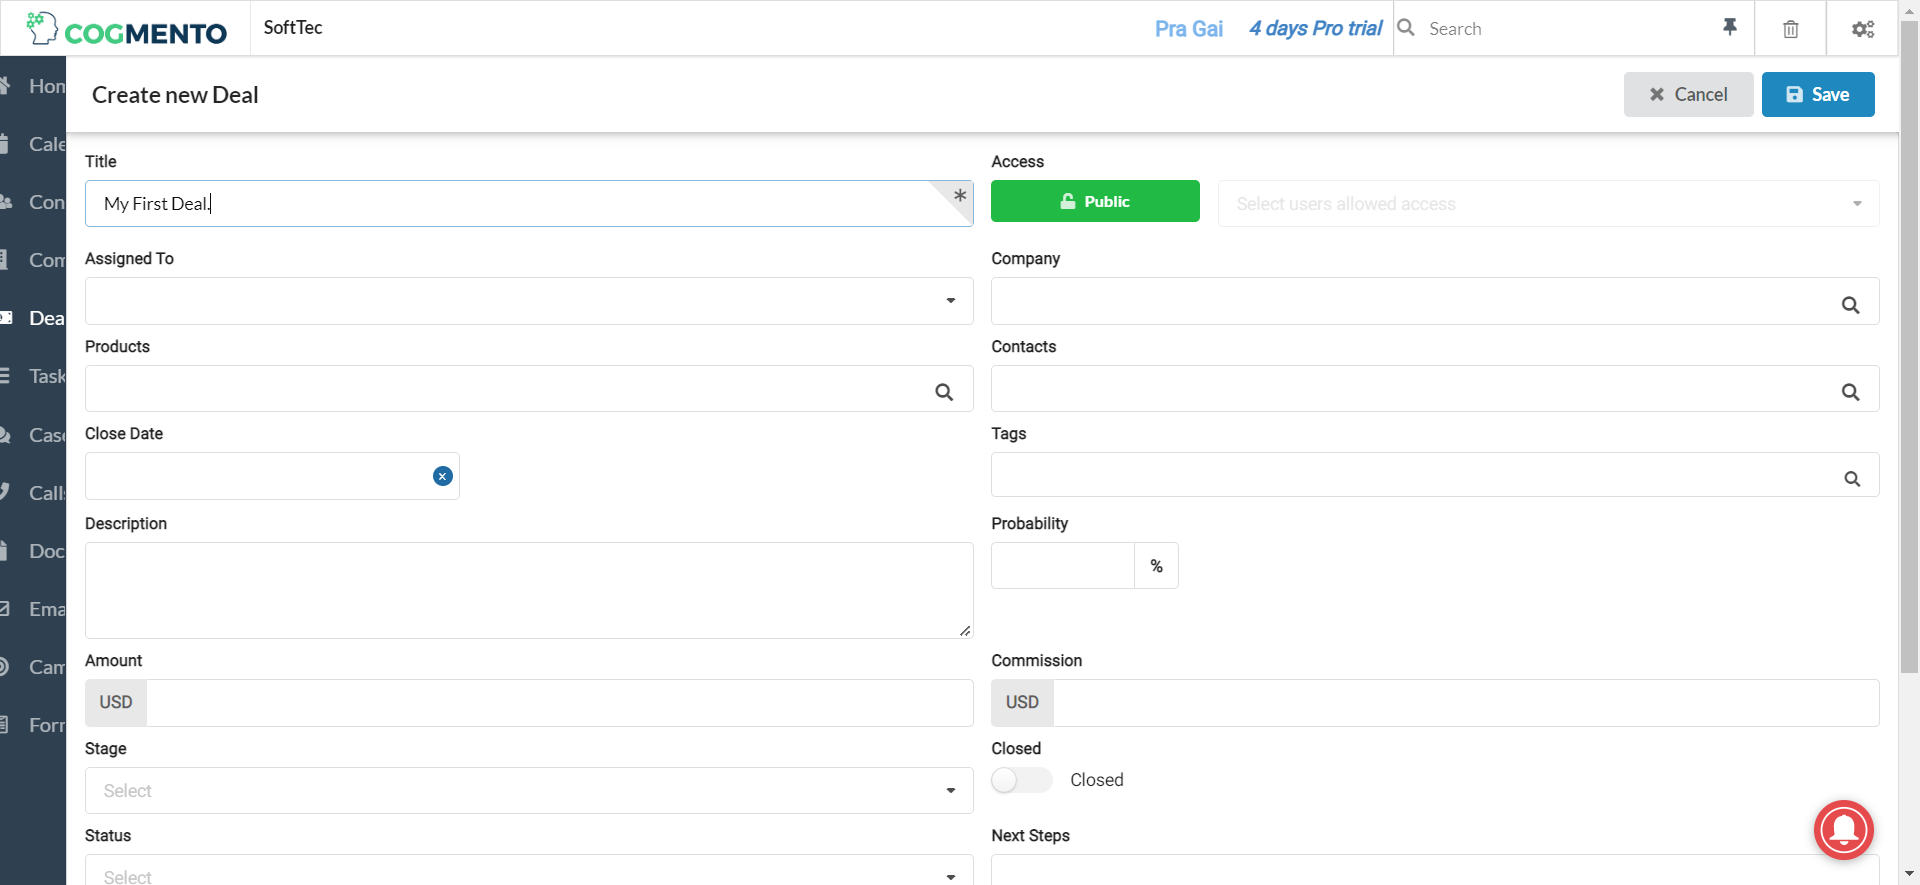 COGMENTO
SoftTec
Pra Gai
4 days Pro trial
Search
Hom
Cale
Con
Com
Dea
Task
Case
Calls
Doc
Ema
Cam
Forr
Create new Deal
Cancel
Save
Title
My First Deal.
*
Access
Public
Select users allowed access
Assigned To
Company
Products
Contacts
Close Date
Tags
Description
Probability
%
Amount
USD
Commission
USD
Stage
Select
Closed
Closed
Status
Select
Next Steps